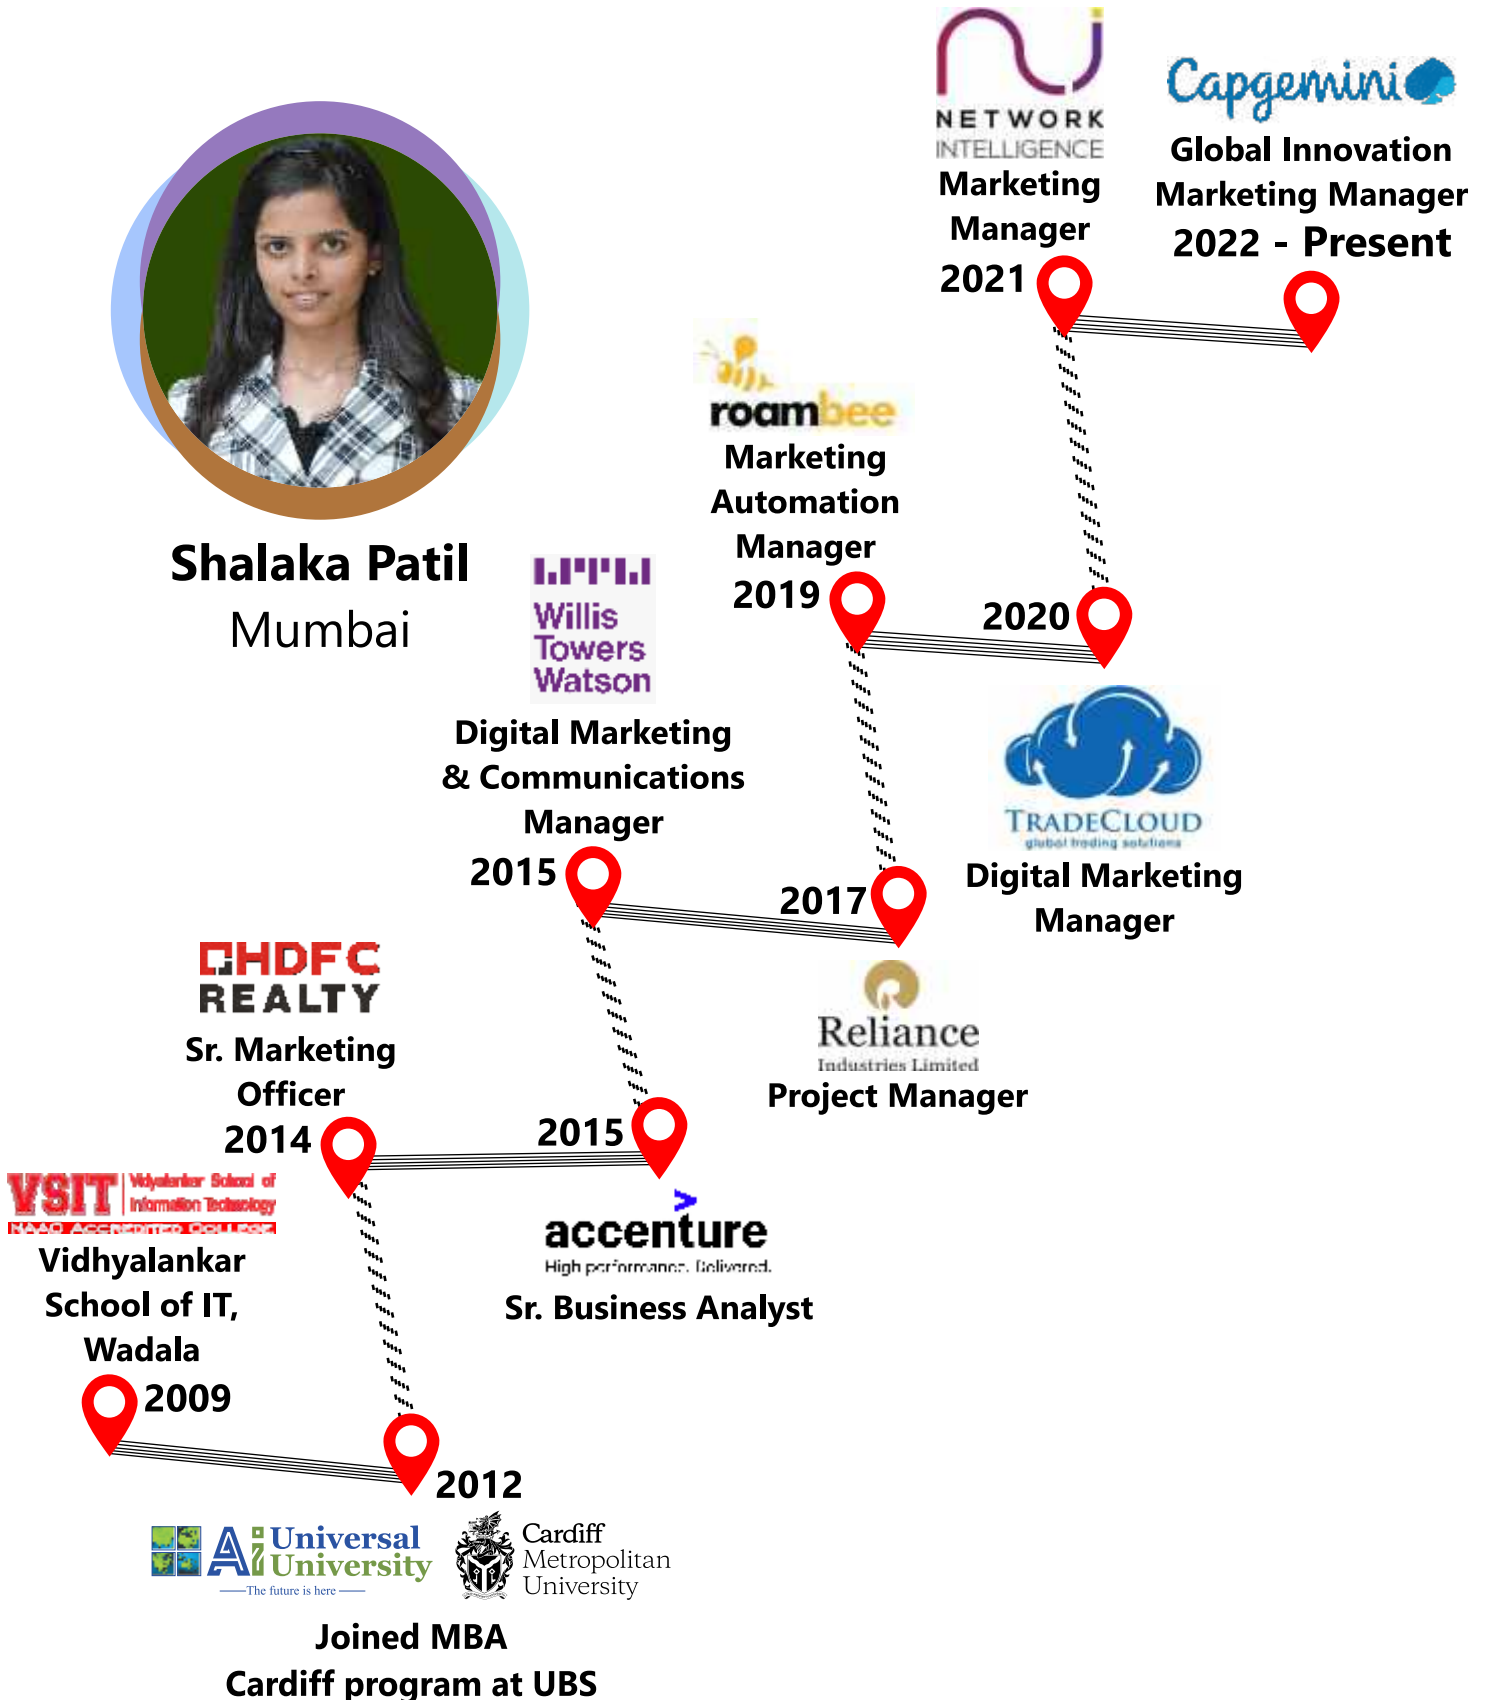 Shalaka Patil
Mumbai
NETWORK
INTELLIGENCE
Marketing
Manager
2021
Capgemini
Global Innovation
Marketing Manager
2022 - Present
roambee
Marketing
Automation
Manager
2019
2020
TRADECLOUD
global trading solutions
Digital Marketing
Manager
Willis
Towers
Watson
Digital Marketing
& Communications
Manager
2015
2017
Reliance
Industries Limited
Project Manager
HDFC
REALTY
Sr. Marketing
Officer
2014
2015
accenture
High performance. Delivered.
Sr. Business Analyst
VSIT
Vidyalankar School of
Information Technology
NAAC ACCREDITED COLLEGE
Vidhyalankar
School of IT,
Wadala
2009
2012
Ai Universal
University
The future is here
Cardiff
Metropolitan
University
Joined MBA
Cardiff program at UBS